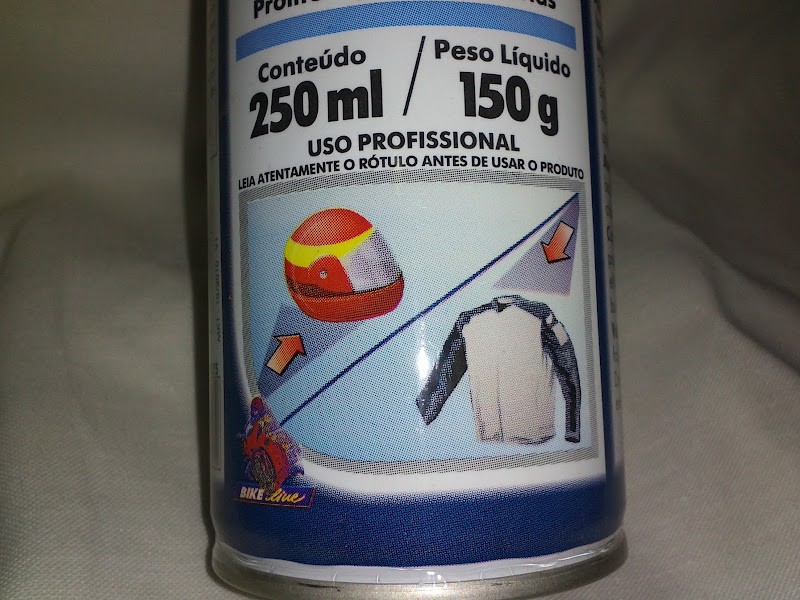 Conteúdo / Peso Líquido
250 ml / 150 g
USO PROFISSIONAL
LEIA ATENTAMENTE O RÓTULO ANTES DE USAR O PRODUTO
BIKE line